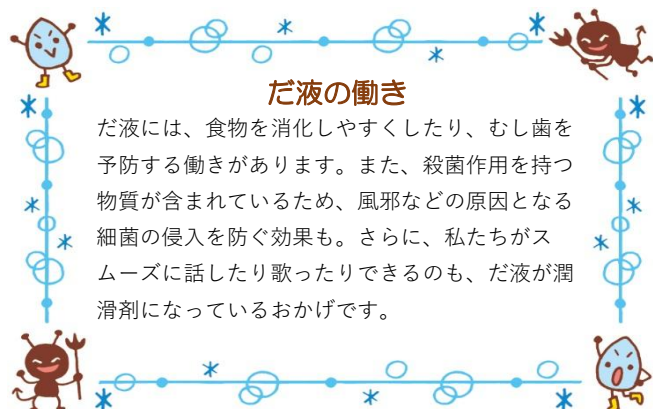 だ液の働き
だ液には、食物を消化しやすくしたり、むし歯を
予防する働きがあります。また、殺菌作用を持つ
物質が含まれているため、風邪などの原因となる
細菌の侵入を防ぐ効果も。さらに、私たちがス
ムーズに話したり歌ったりできるのも、だ液が潤
滑剤になっているおかげです。